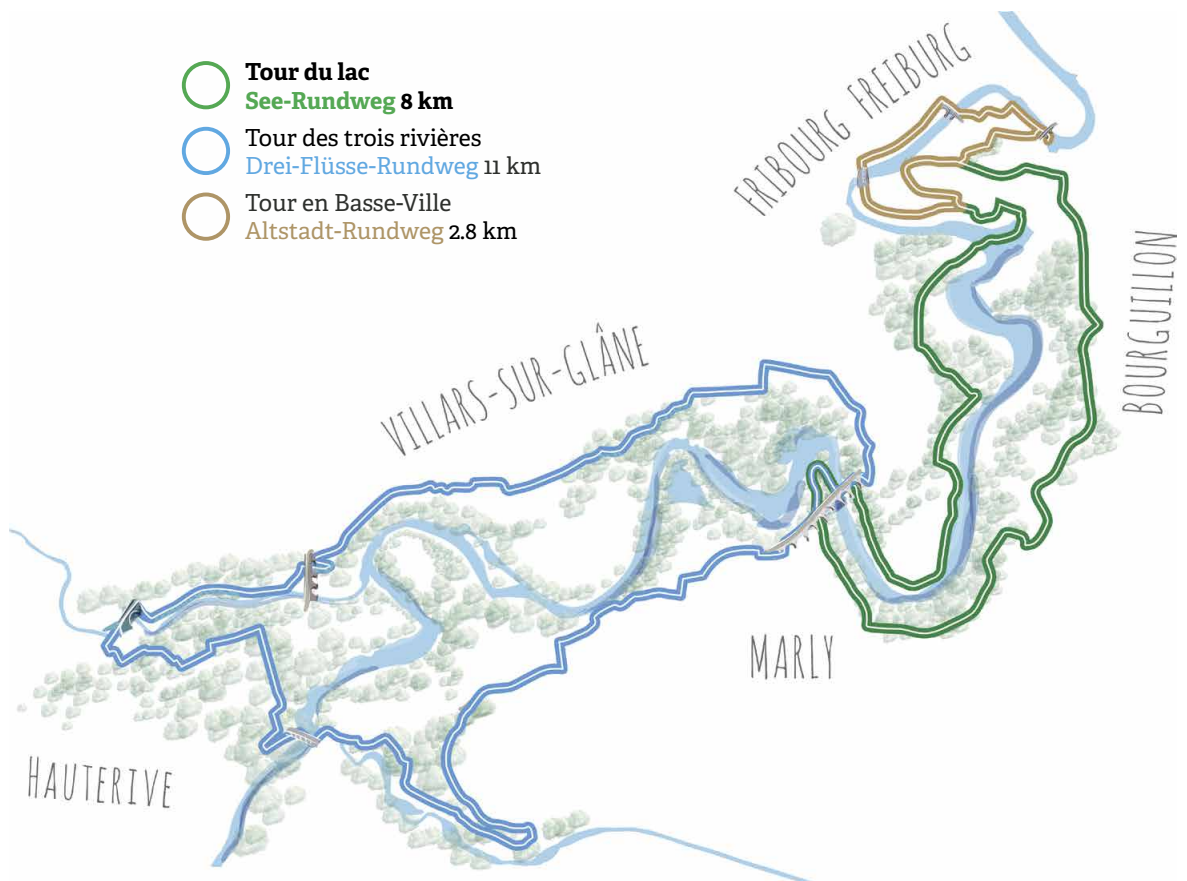 Tour du lac
See-Rundweg 8 km
Tour des trois rivières
Drei-Flüsse-Rundweg 11 km
Tour en Basse-Ville
Altstadt-Rundweg 2.8 km
FRIBOURG FREIBURG
BOURGUILLON
VILLARS-SUR-GLÂNE
MARLY
HAUTERIVE